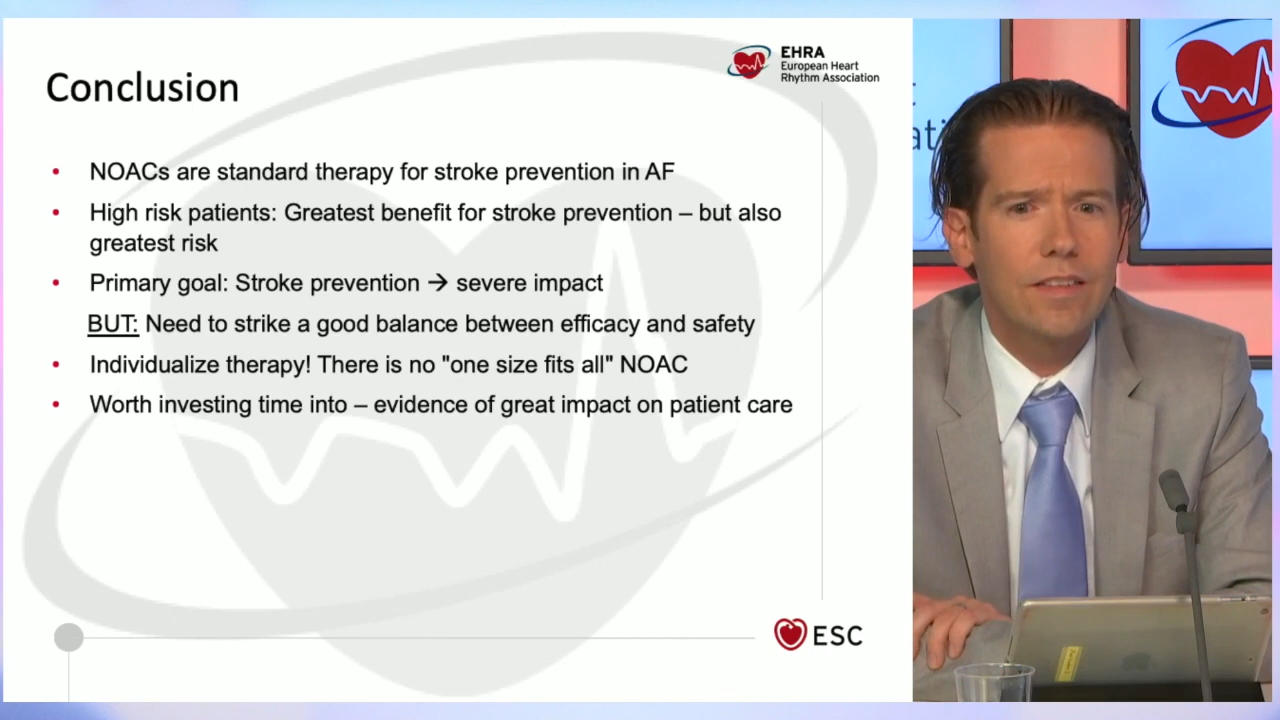 Conclusion
EHRA
European Heart
Rhythm Association
• NOACs are standard therapy for stroke prevention in AF
• High risk patients: Greatest benefit for stroke prevention – but also
greatest risk
• Primary goal: Stroke prevention → severe impact
BUT: Need to strike a good balance between efficacy and safety
• Individualize therapy! There is no "one size fits all" NOAC
• Worth investing time into – evidence of great impact on patient care
ESC